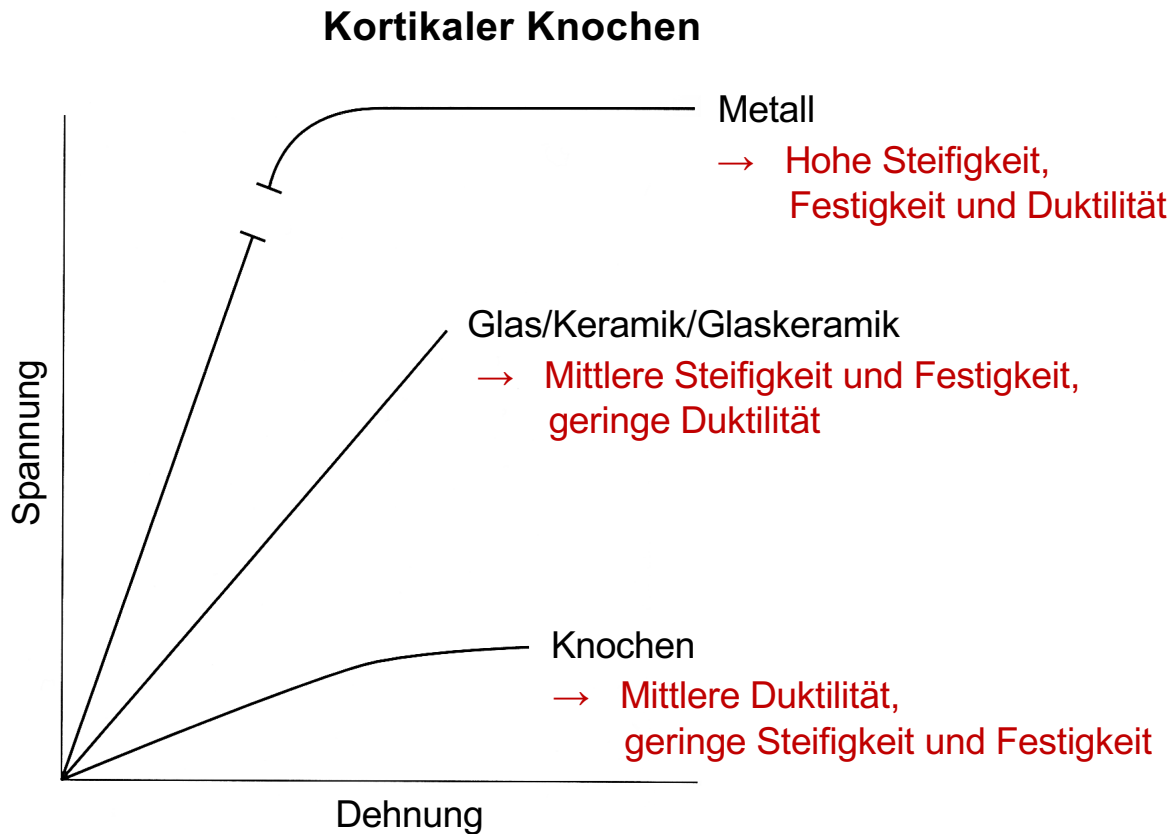 Kortikaler Knochen
Metall
→ Hohe Steifigkeit,
Festigkeit und Duktilität
Glas/Keramik/Glaskeramik
→ Mittlere Steifigkeit und Festigkeit,
geringe Duktilität
Spannung
Knochen
→ Mittlere Duktilität,
geringe Steifigkeit und Festigkeit
Dehnung